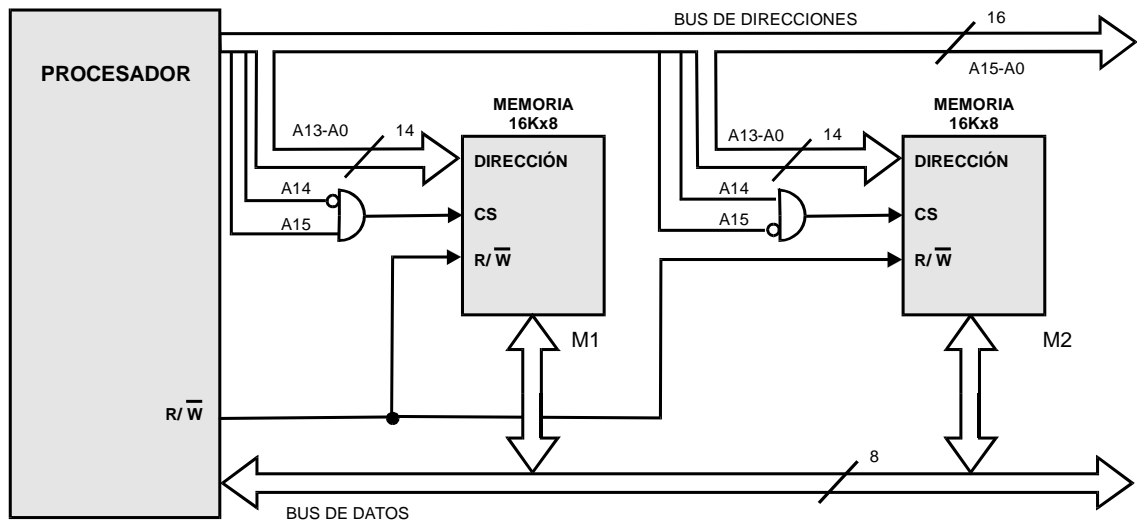 BUS DE DIRECCIONES
16
A15-A0
PROCESADOR
MEMORIA
16Kx8
A13-A0
14
DIRECCIÓN
A14
CS
A15
R/ W̅
M1
MEMORIA
16Kx8
A13-A0
14
DIRECCIÓN
A14
CS
A15
R/ W̅
M2
R/ W̅
8
BUS DE DATOS